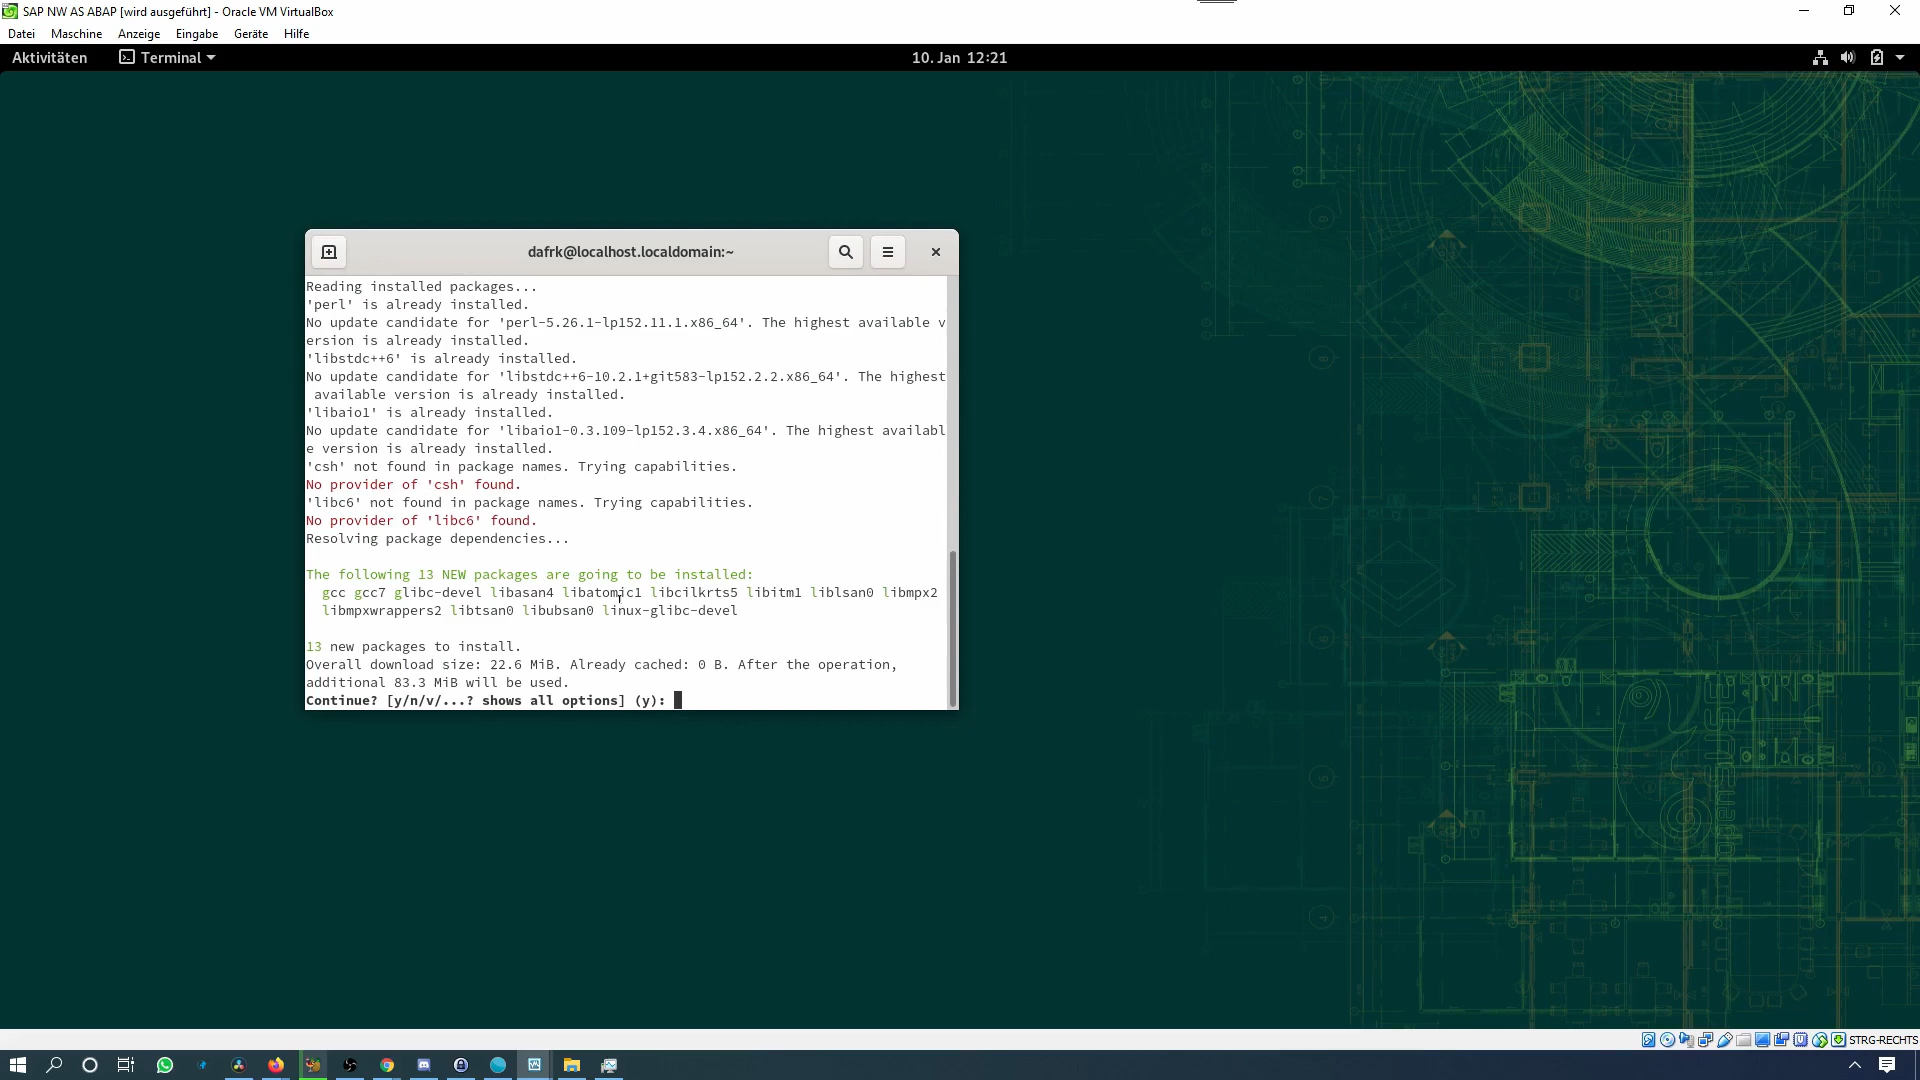 SAP NW AS ABAP [wird ausgeführt] - Oracle VM VirtualBox
Datei Maschine Anzeige Eingabe Geräte Hilfe
Aktivitäten Terminal 10. Jan 12:21
dafrk@localhost.localdomain:~
Reading installed packages...
'perl' is already installed.
No update candidate for 'perl-5.26.1-lp152.11.1.x86_64'. The highest available v
ersion is already installed.
'libstdc++6' is already installed.
No update candidate for 'libstdc++6-10.2.1+git583-lp152.2.2.x86_64'. The highest
 available version is already installed.
'libaio1' is already installed.
No update candidate for 'libaio1-0.3.109-lp152.3.4.x86_64'. The highest availabl
e version is already installed.
'csh' not found in package names. Trying capabilities.
No provider of 'csh' found.
'libc6' not found in package names. Trying capabilities.
No provider of 'libc6' found.
Resolving package dependencies...
The following 13 NEW packages are going to be installed:
gcc gcc7 glibc-devel libasan4 libatomic1 libcilkrts5 libitm1 liblsan0 libmpx2
libmpxwrappers2 libtsan0 libubsan0 linux-glibc-devel
13 new packages to install.
Overall download size: 22.6 MiB. Already cached: 0 B. After the operation,
additional 83.3 MiB will be used.
Continue? [y/n/v/...? shows all options] (y):
openSUSE
STRG-RECHTS